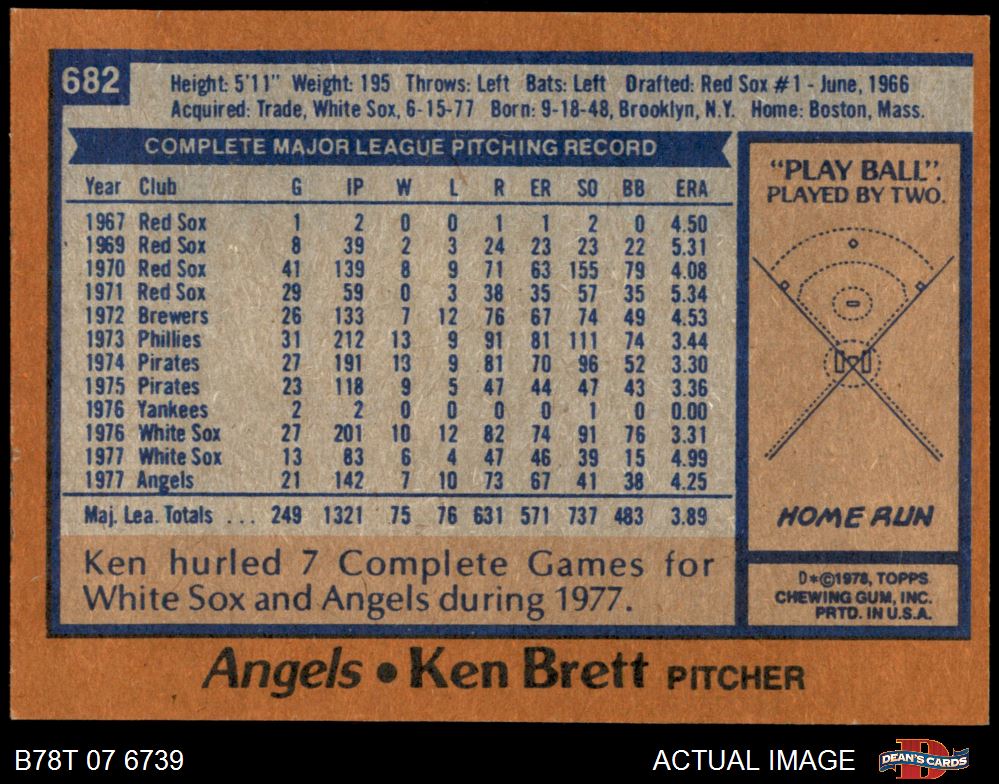 682
Height: 5'11" Weight: 195 Throws: Left Bats: Left Drafted: Red Sox #1 - June, 1966
Acquired: Trade, White Sox, 6-15-77 Born: 9-18-48, Brooklyn, N.Y. Home: Boston, Mass.
COMPLETE MAJOR LEAGUE PITCHING RECORD
Year Club G IP W L R ER SO BB ERA
1967 Red Sox 1 2 0 0 1 1 2 0 4.50
1969 Red Sox 8 39 2 3 24 23 23 22 5.31
1970 Red Sox 41 139 8 9 71 63 155 79 4.08
1971 Red Sox 29 59 0 3 38 35 57 35 5.34
1972 Brewers 26 133 7 12 76 67 74 49 4.53
1973 Phillies 31 212 13 9 91 81 111 74 3.44
1974 Pirates 27 191 13 9 81 70 96 52 3.30
1975 Pirates 23 118 9 5 47 44 47 43 3.36
1976 Yankees 2 2 0 0 0 0 1 0 0.00
1976 White Sox 27 201 10 12 82 74 91 76 3.31
1977 White Sox 13 83 6 4 47 46 39 15 4.99
1977 Angels 21 142 7 10 73 67 41 38 4.25
Maj. Lea. Totals ... 249 1321 75 76 631 571 737 483 3.89
Ken hurled 7 Complete Games for
White Sox and Angels during 1977.
"PLAY BALL".
PLAYED BY TWO.
HOME RUN
D*©1978, TOPPS
CHEWING GUM, INC.
PRTD. IN U.S.A.
Angels • Ken Brett PITCHER
B78T 07 6739
ACTUAL IMAGE
DEAN'S CARDS